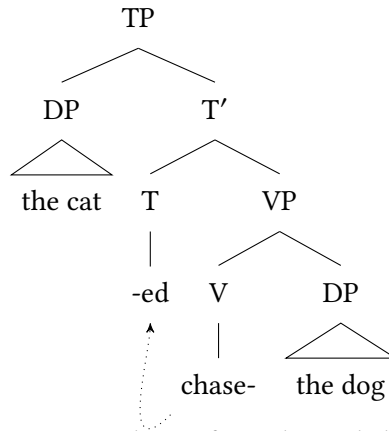 TP
DP T′
the cat T VP
-ed V DP
chase- the dog